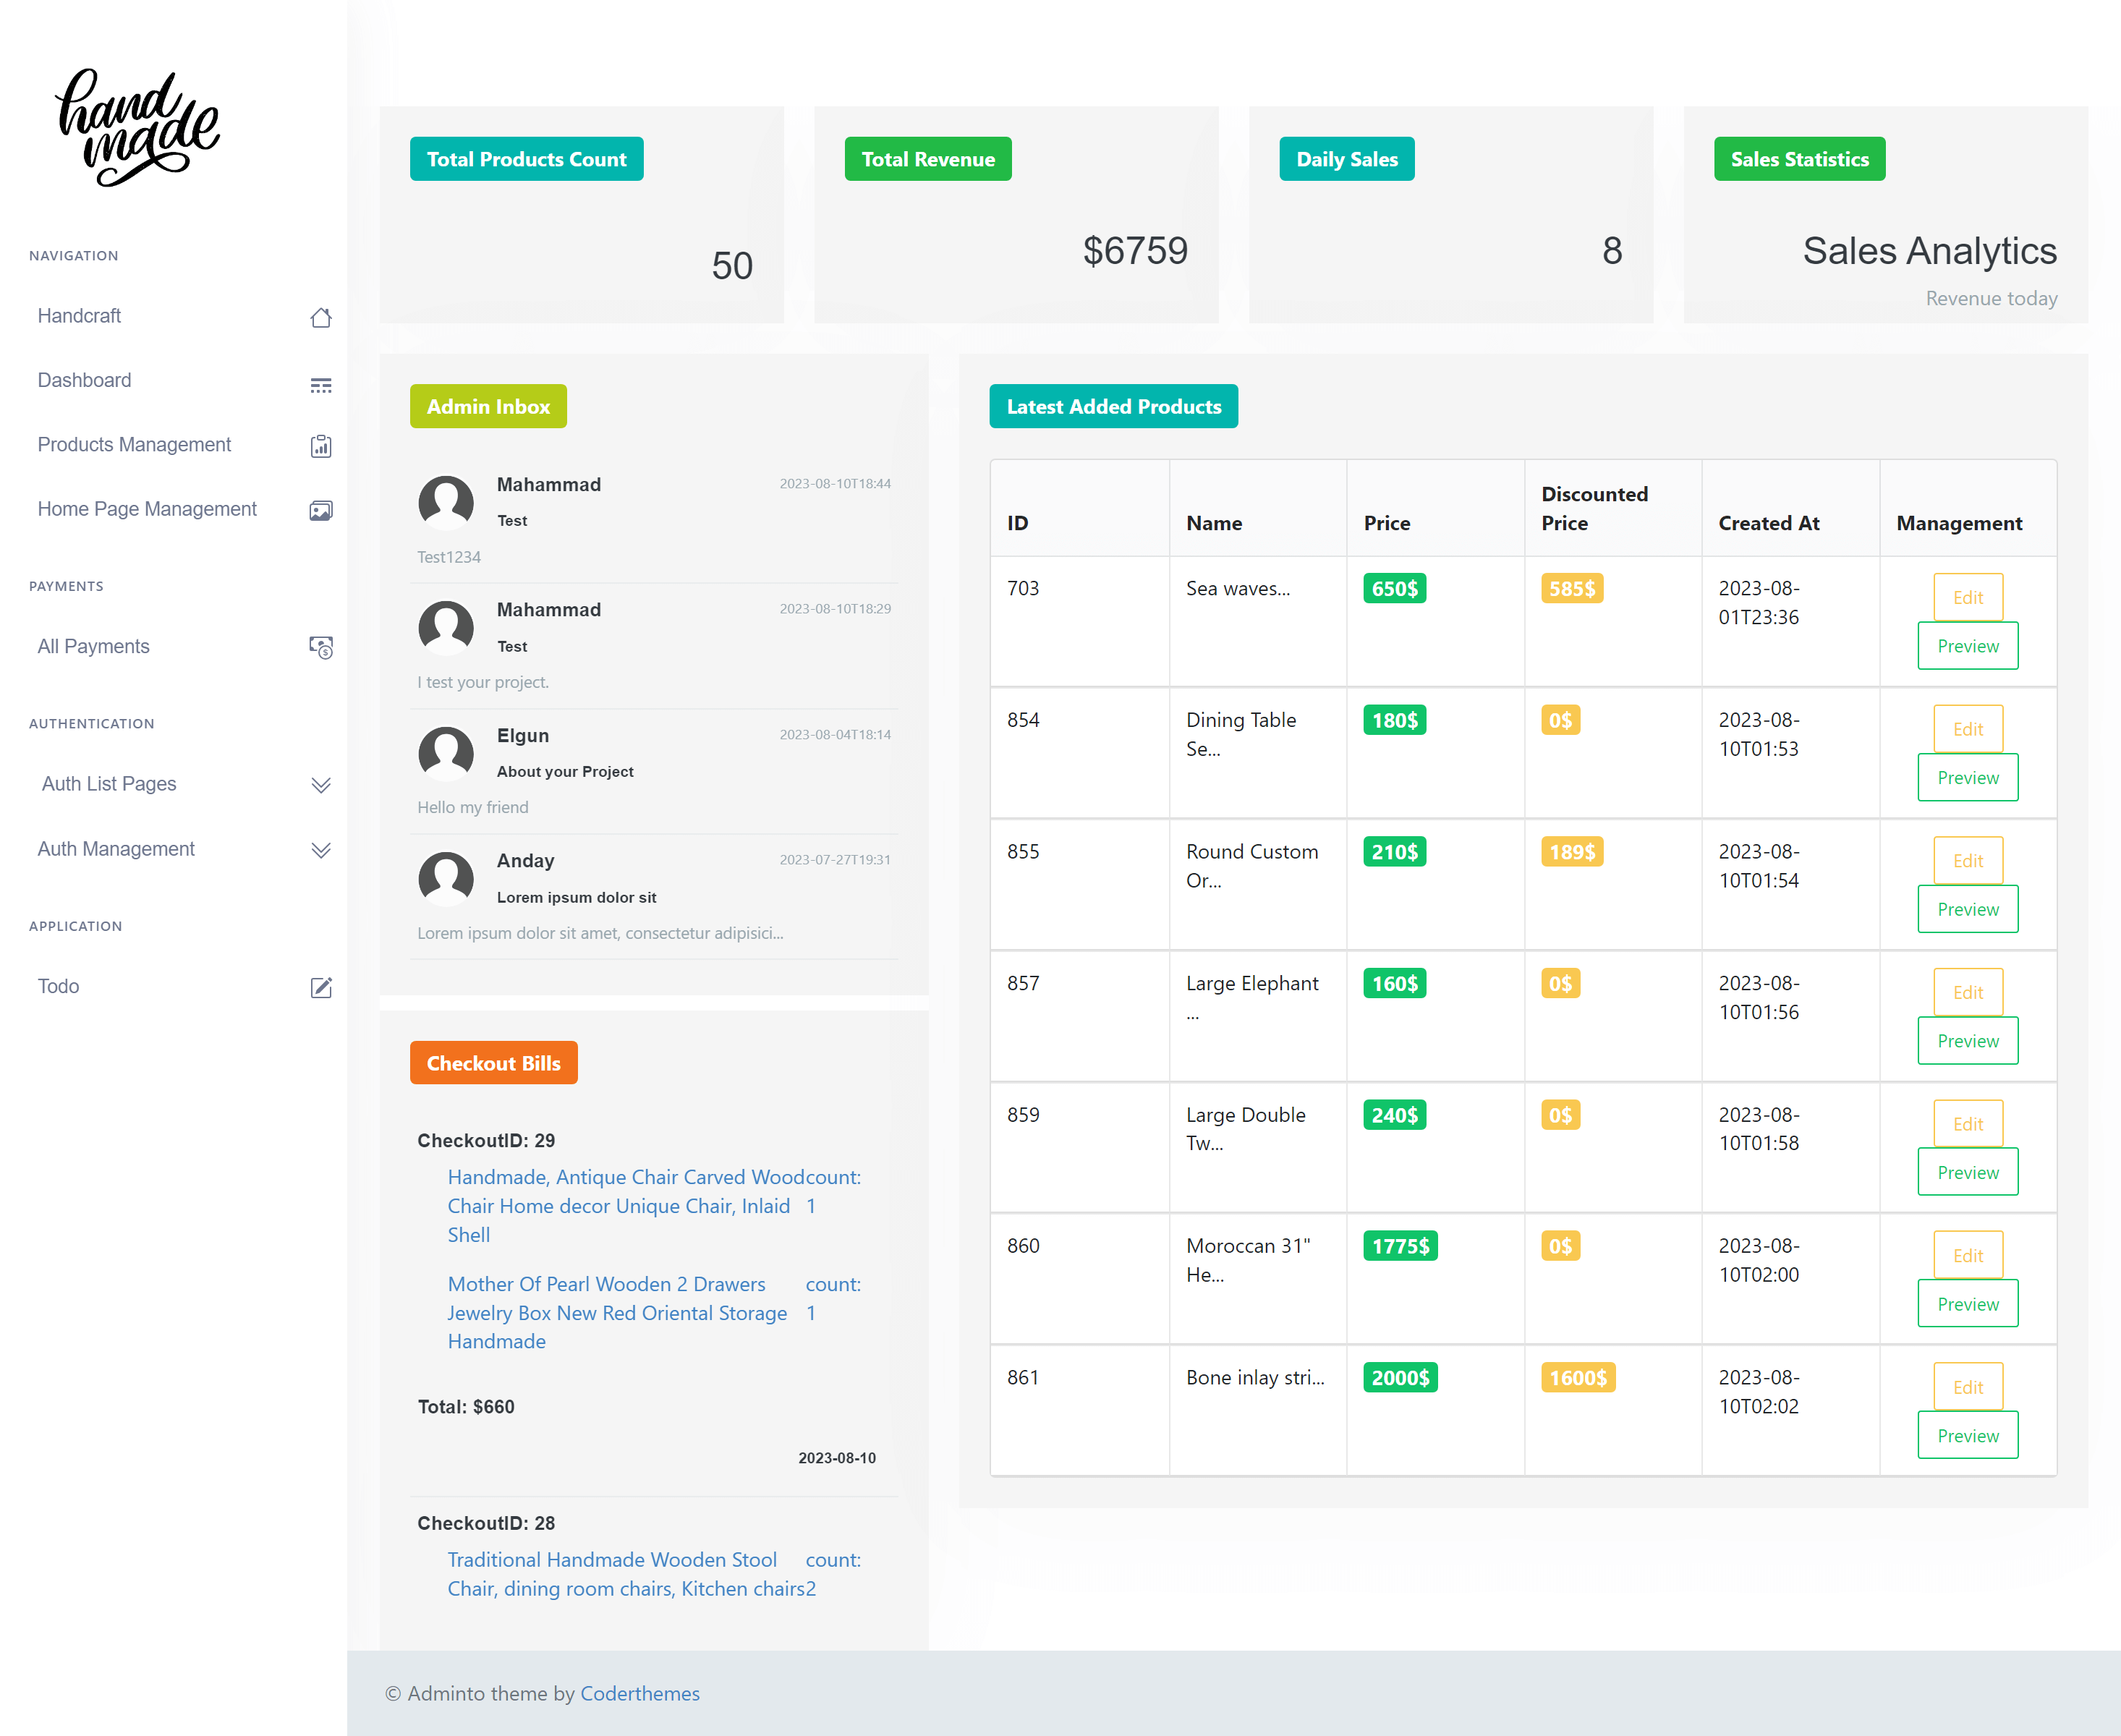 hand
made
NAVIGATION
Handcraft
Dashboard
Products Management
Home Page Management
PAYMENTS
All Payments
AUTHENTICATION
Auth List Pages
Auth Management
APPLICATION
Todo
Total Products Count
50
Total Revenue
$6759
Daily Sales
8
Sales Statistics
Sales Analytics
Revenue today
Admin Inbox
Mahammad 2023-08-10T18:44
Test
Test1234
Mahammad 2023-08-10T18:29
Test
I test your project.
Elgun 2023-08-04T18:14
About your Project
Hello my friend
Anday 2023-07-27T19:31
Lorem ipsum dolor sit
Lorem ipsum dolor sit amet, consectetur adipisici...
Checkout Bills
CheckoutID: 29
Handmade, Antique Chair Carved Wood count:
Chair Home decor Unique Chair, Inlaid 1
Shell
Mother Of Pearl Wooden 2 Drawers count:
Jewelry Box New Red Oriental Storage 1
Handmade
Total: $660
2023-08-10
CheckoutID: 28
Traditional Handmade Wooden Stool count:
Chair, dining room chairs, Kitchen chairs 2
Latest Added Products
Discounted
ID Name Price Price Created At Management
703 Sea waves... 650$ 585$ 2023-08- Edit
01T23:36
Preview
854 Dining Table 180$ 0$ 2023-08- Edit
Se... 10T01:53
Preview
855 Round Custom 210$ 189$ 2023-08- Edit
Or... 10T01:54
Preview
857 Large Elephant 160$ 0$ 2023-08- Edit
... 10T01:56
Preview
859 Large Double 240$ 0$ 2023-08- Edit
Tw... 10T01:58
Preview
860 Moroccan 31" 1775$ 0$ 2023-08- Edit
He... 10T02:00
Preview
861 Bone inlay stri... 2000$ 1600$ 2023-08- Edit
10T02:02
Preview
© Adminto theme by Coderthemes